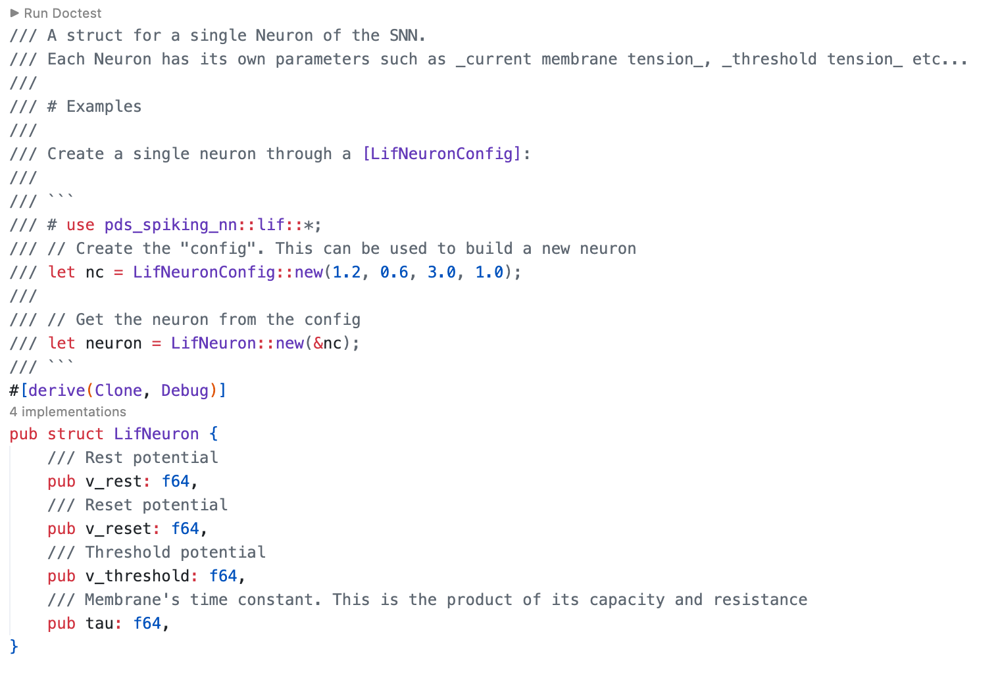 ▶ Run Doctest
/// A struct for a single Neuron of the SNN.
/// Each Neuron has its own parameters such as _current membrane tension_, _threshold tension_ etc...
///
/// # Examples
///
/// Create a single neuron through a [LifNeuronConfig]:
///
/// ```
/// # use pds_spiking_nn::lif::*;
/// // Create the "config". This can be used to build a new neuron
/// let nc = LifNeuronConfig::new(1.2, 0.6, 3.0, 1.0);
///
/// // Get the neuron from the config
/// let neuron = LifNeuron::new(&nc);
/// ```
#[derive(Clone, Debug)]
4 implementations
pub struct LifNeuron {
    /// Rest potential
    pub v_rest: f64,
    /// Reset potential
    pub v_reset: f64,
    /// Threshold potential
    pub v_threshold: f64,
    /// Membrane's time constant. This is the product of its capacity and resistance
    pub tau: f64,
}